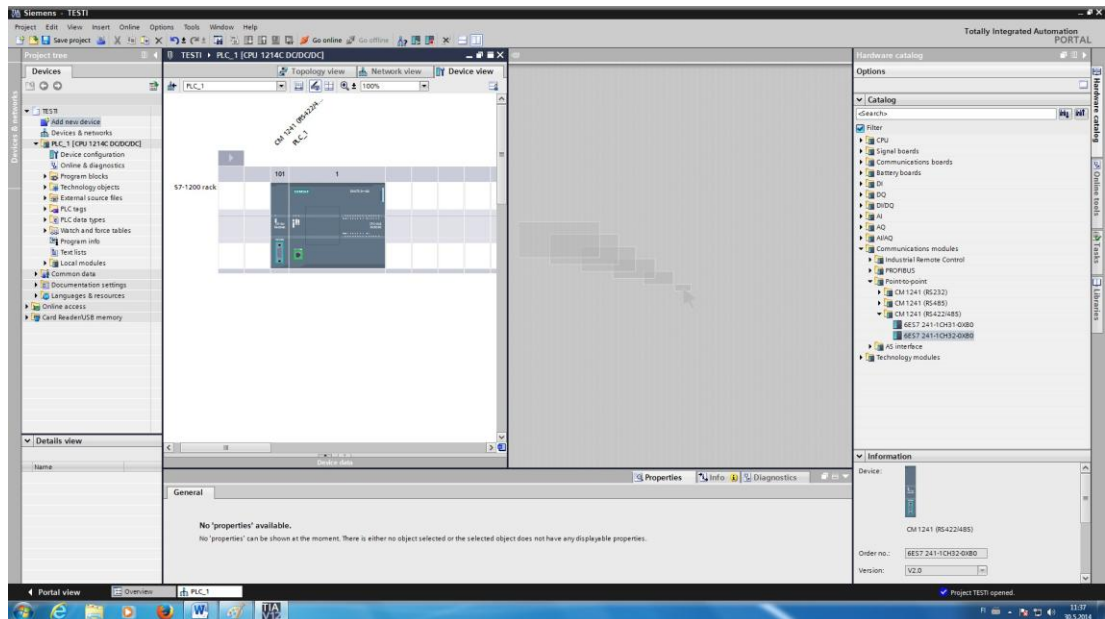 Siemens - TESTI
Project Edit View Insert Online Options Tools Window Help
Totally Integrated Automation
PORTAL
Save project
Go online
Go offline
Project tree
TESTI ▸ PLC_1 [CPU 1214C DC/DC/DC]
Hardware catalog
Devices
Topology view
Network view
Device view
Options
PLC_1
100%
TESTI
Add new device
Devices & networks
PLC_1 [CPU 1214C DC/DC/DC]
Device configuration
Online & diagnostics
Program blocks
Technology objects
External source files
PLC tags
PLC data types
Watch and force tables
Program info
Text lists
Local modules
Common data
Documentation settings
Languages & resources
Online access
Card Reader/USB memory
Devices & networks
CM 1241 (RS422/4...
PLC_1
101
1
S7-1200 rack
Device data
Catalog
<Search>
Filter
CPU
Signal boards
Communications boards
Battery boards
DI
DQ
DI/DQ
AI
AQ
AI/AQ
Communications modules
Industrial Remote Control
PROFIBUS
Point-to-point
CM 1241 (RS232)
CM 1241 (RS485)
CM 1241 (RS422/485)
6ES7 241-1CH31-0XB0
6ES7 241-1CH32-0XB0
AS interface
Technology modules
Hardware catalog
Online tools
Tasks
Libraries
Details view
Name
Properties
Info
Diagnostics
General
No 'properties' available.
No 'properties' can be shown at the moment. There is either no object selected or the selected object does not have any displayable properties.
Information
Device:
CM 1241 (RS422/485)
Order no.: 6ES7 241-1CH32-0XB0
Version: V2.0
Portal view
Overview
PLC_1
Project TESTI opened.
TIA
V12
FI
11:37
30.5.2014